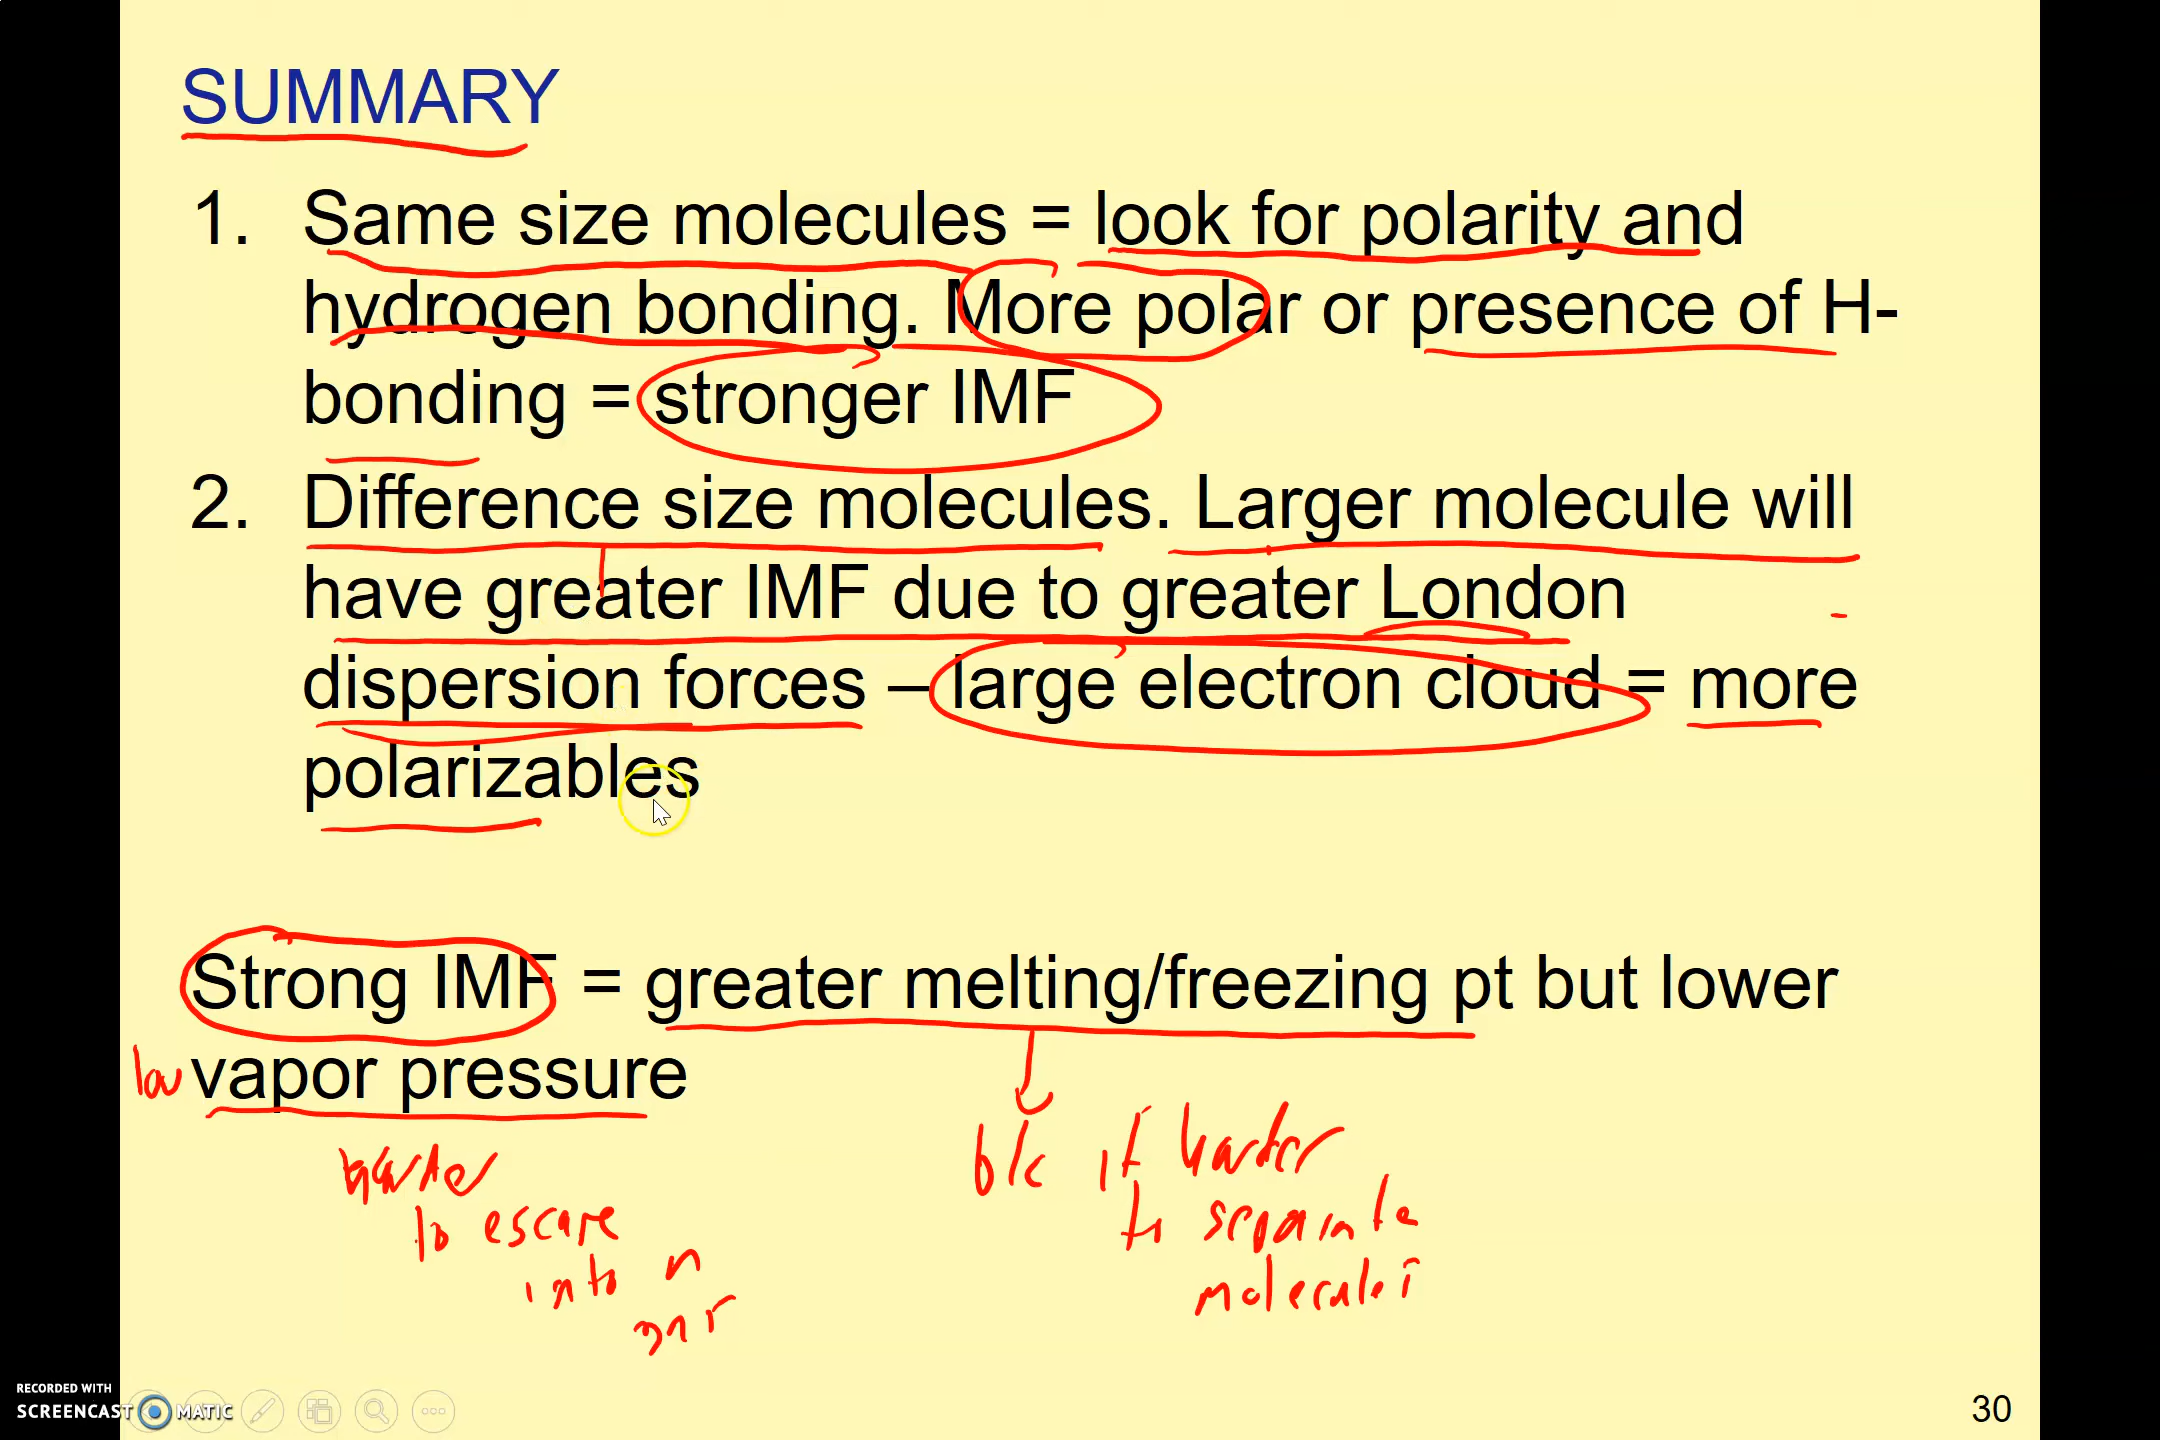 SUMMARY
1. Same size molecules = look for polarity and
hydrogen bonding. More polar or presence of H-
bonding = stronger IMF
2. Difference size molecules. Larger molecule will
have greater IMF due to greater London
dispersion forces – large electron cloud = more
polarizables
Strong IMF = greater melting/freezing pt but lower
low vapor pressure
harder
to escape
into
b/c it harder
to separate
molecules
RECORDED WITH
SCREENCAST MATIC
30